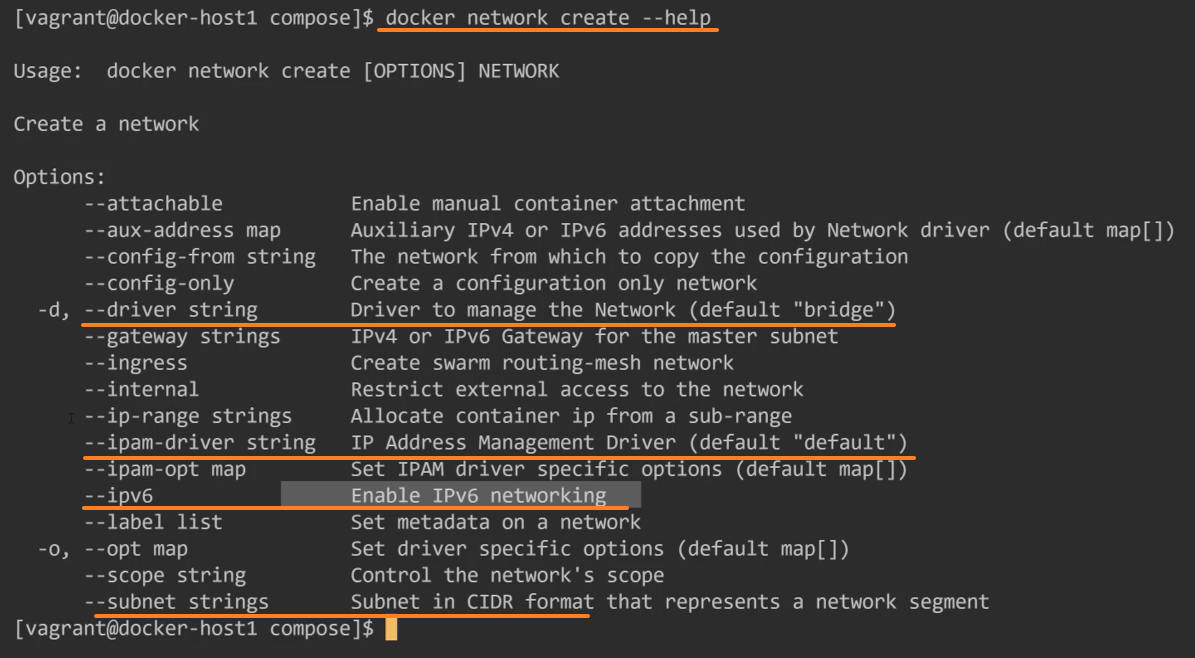 [vagrant@docker-host1 compose]$ docker network create --help
Usage:  docker network create [OPTIONS] NETWORK
Create a network
Options:
      --attachable           Enable manual container attachment
      --aux-address map      Auxiliary IPv4 or IPv6 addresses used by Network driver (default map[])
      --config-from string   The network from which to copy the configuration
      --config-only          Create a configuration only network
  -d, --driver string        Driver to manage the Network (default "bridge")
      --gateway strings      IPv4 or IPv6 Gateway for the master subnet
      --ingress              Create swarm routing-mesh network
      --internal             Restrict external access to the network
      --ip-range strings     Allocate container ip from a sub-range
      --ipam-driver string   IP Address Management Driver (default "default")
      --ipam-opt map         Set IPAM driver specific options (default map[])
      --ipv6                 Enable IPv6 networking
      --label list           Set metadata on a network
  -o, --opt map              Set driver specific options (default map[])
      --scope string         Control the network's scope
      --subnet strings       Subnet in CIDR format that represents a network segment
[vagrant@docker-host1 compose]$